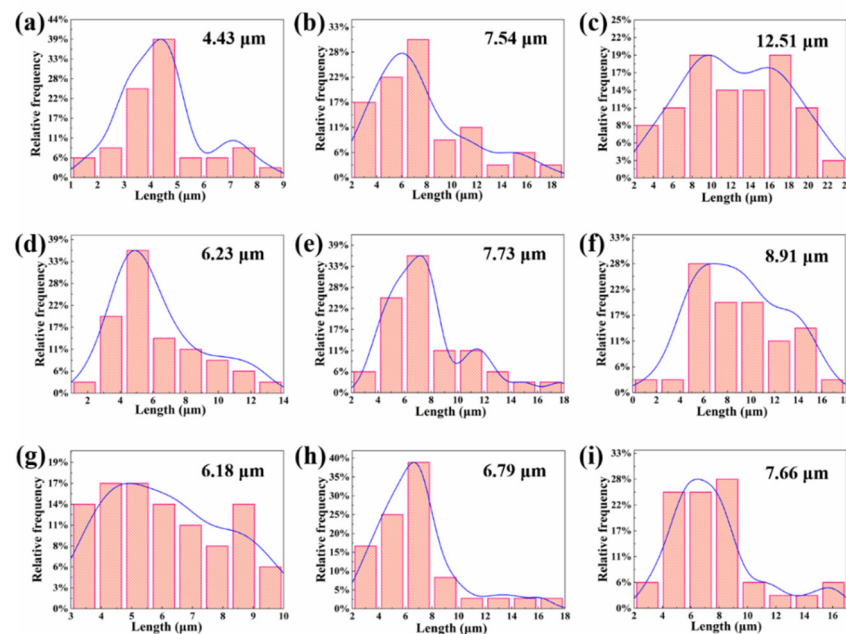 (a)
4.43 μm
44%
39%
33%
28%
22%
17%
11%
6%
0%
Relative frequency
1 2 3 4 5 6 7 8 9
Length (μm)
(b)
7.54 μm
33%
28%
22%
17%
11%
6%
0%
Relative frequency
2 4 6 8 10 12 14 16 18
Length (μm)
(c)
12.51 μm
25%
22%
19%
17%
14%
11%
8%
6%
3%
0%
Relative frequency
2 4 6 8 10 12 14 16 18 20 22
Length (μm)
(d)
6.23 μm
39%
33%
28%
22%
17%
11%
6%
0%
Relative frequency
2 4 6 8 10 12 14
Length (μm)
(e)
7.73 μm
39%
33%
28%
22%
17%
11%
6%
0%
Relative frequency
2 4 6 8 10 12 14 16 18
Length (μm)
(f)
8.91 μm
33%
28%
22%
17%
11%
6%
0%
Relative frequency
0 2 4 6 8 10 12 14 16 18
Length (μm)
(g)
6.18 μm
19%
17%
14%
11%
8%
6%
3%
0%
Relative frequency
3 4 5 6 7 8 9 10
Length (μm)
(h)
6.79 μm
40%
35%
30%
25%
20%
15%
10%
5%
0%
Relative frequency
2 4 6 8 10 12 14 16 18
Length (μm)
(i)
7.66 μm
33%
28%
22%
17%
11%
6%
0%
Relative frequency
2 4 6 8 10 12 14 16
Length (μm)